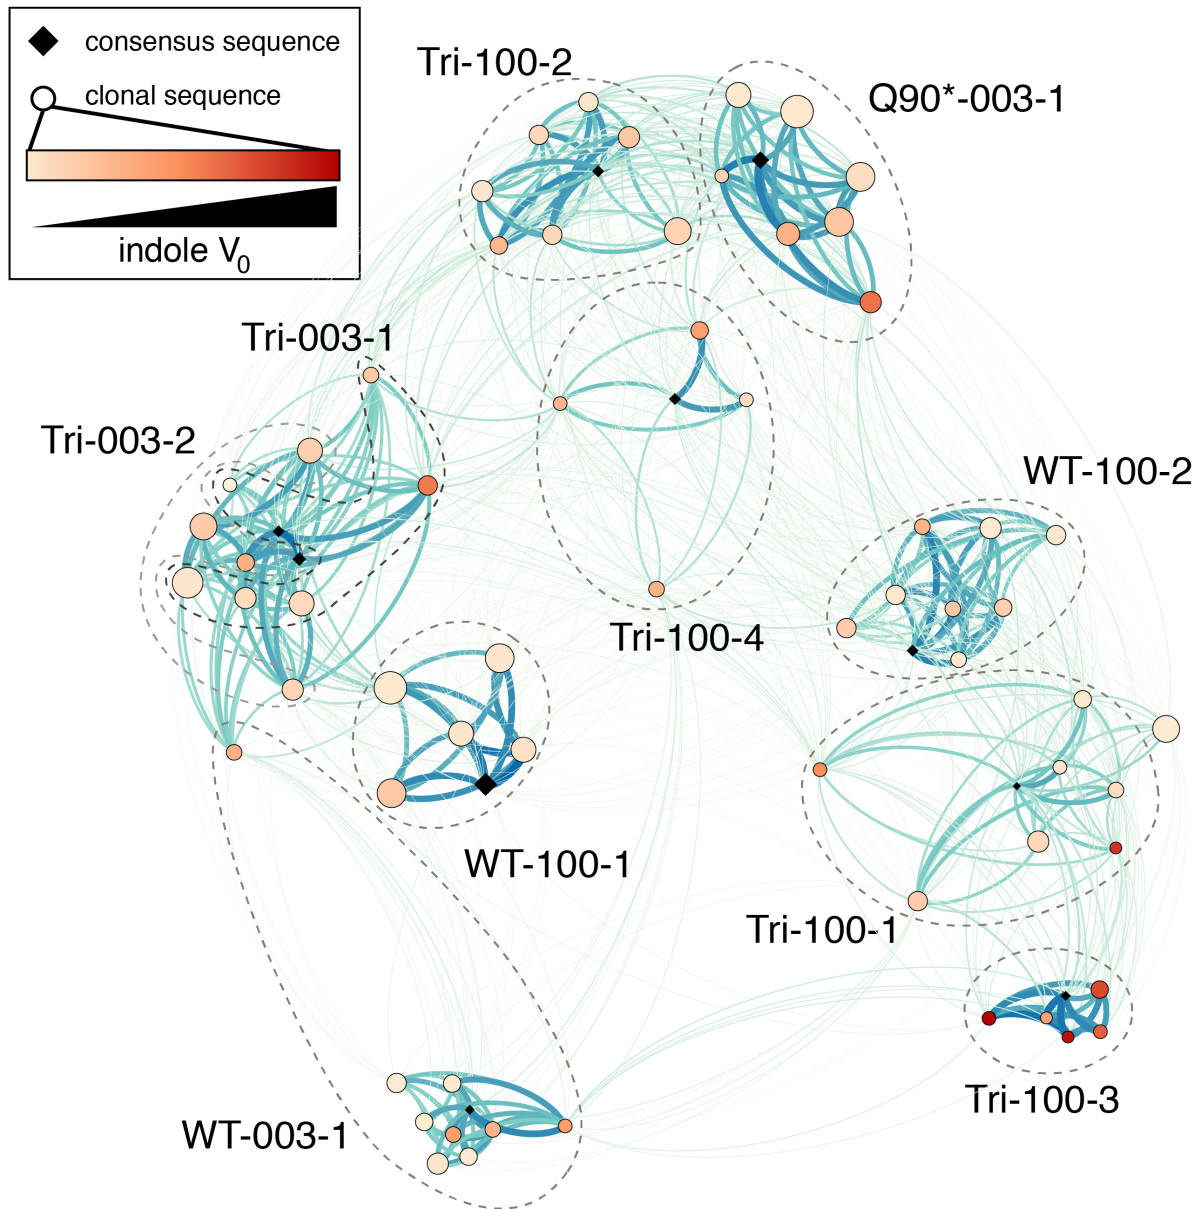 consensus sequence
clonal sequence
indole V0
Tri-100-2
Q90*-003-1
Tri-003-1
Tri-003-2
WT-100-2
Tri-100-4
WT-100-1
Tri-100-1
Tri-100-3
WT-003-1